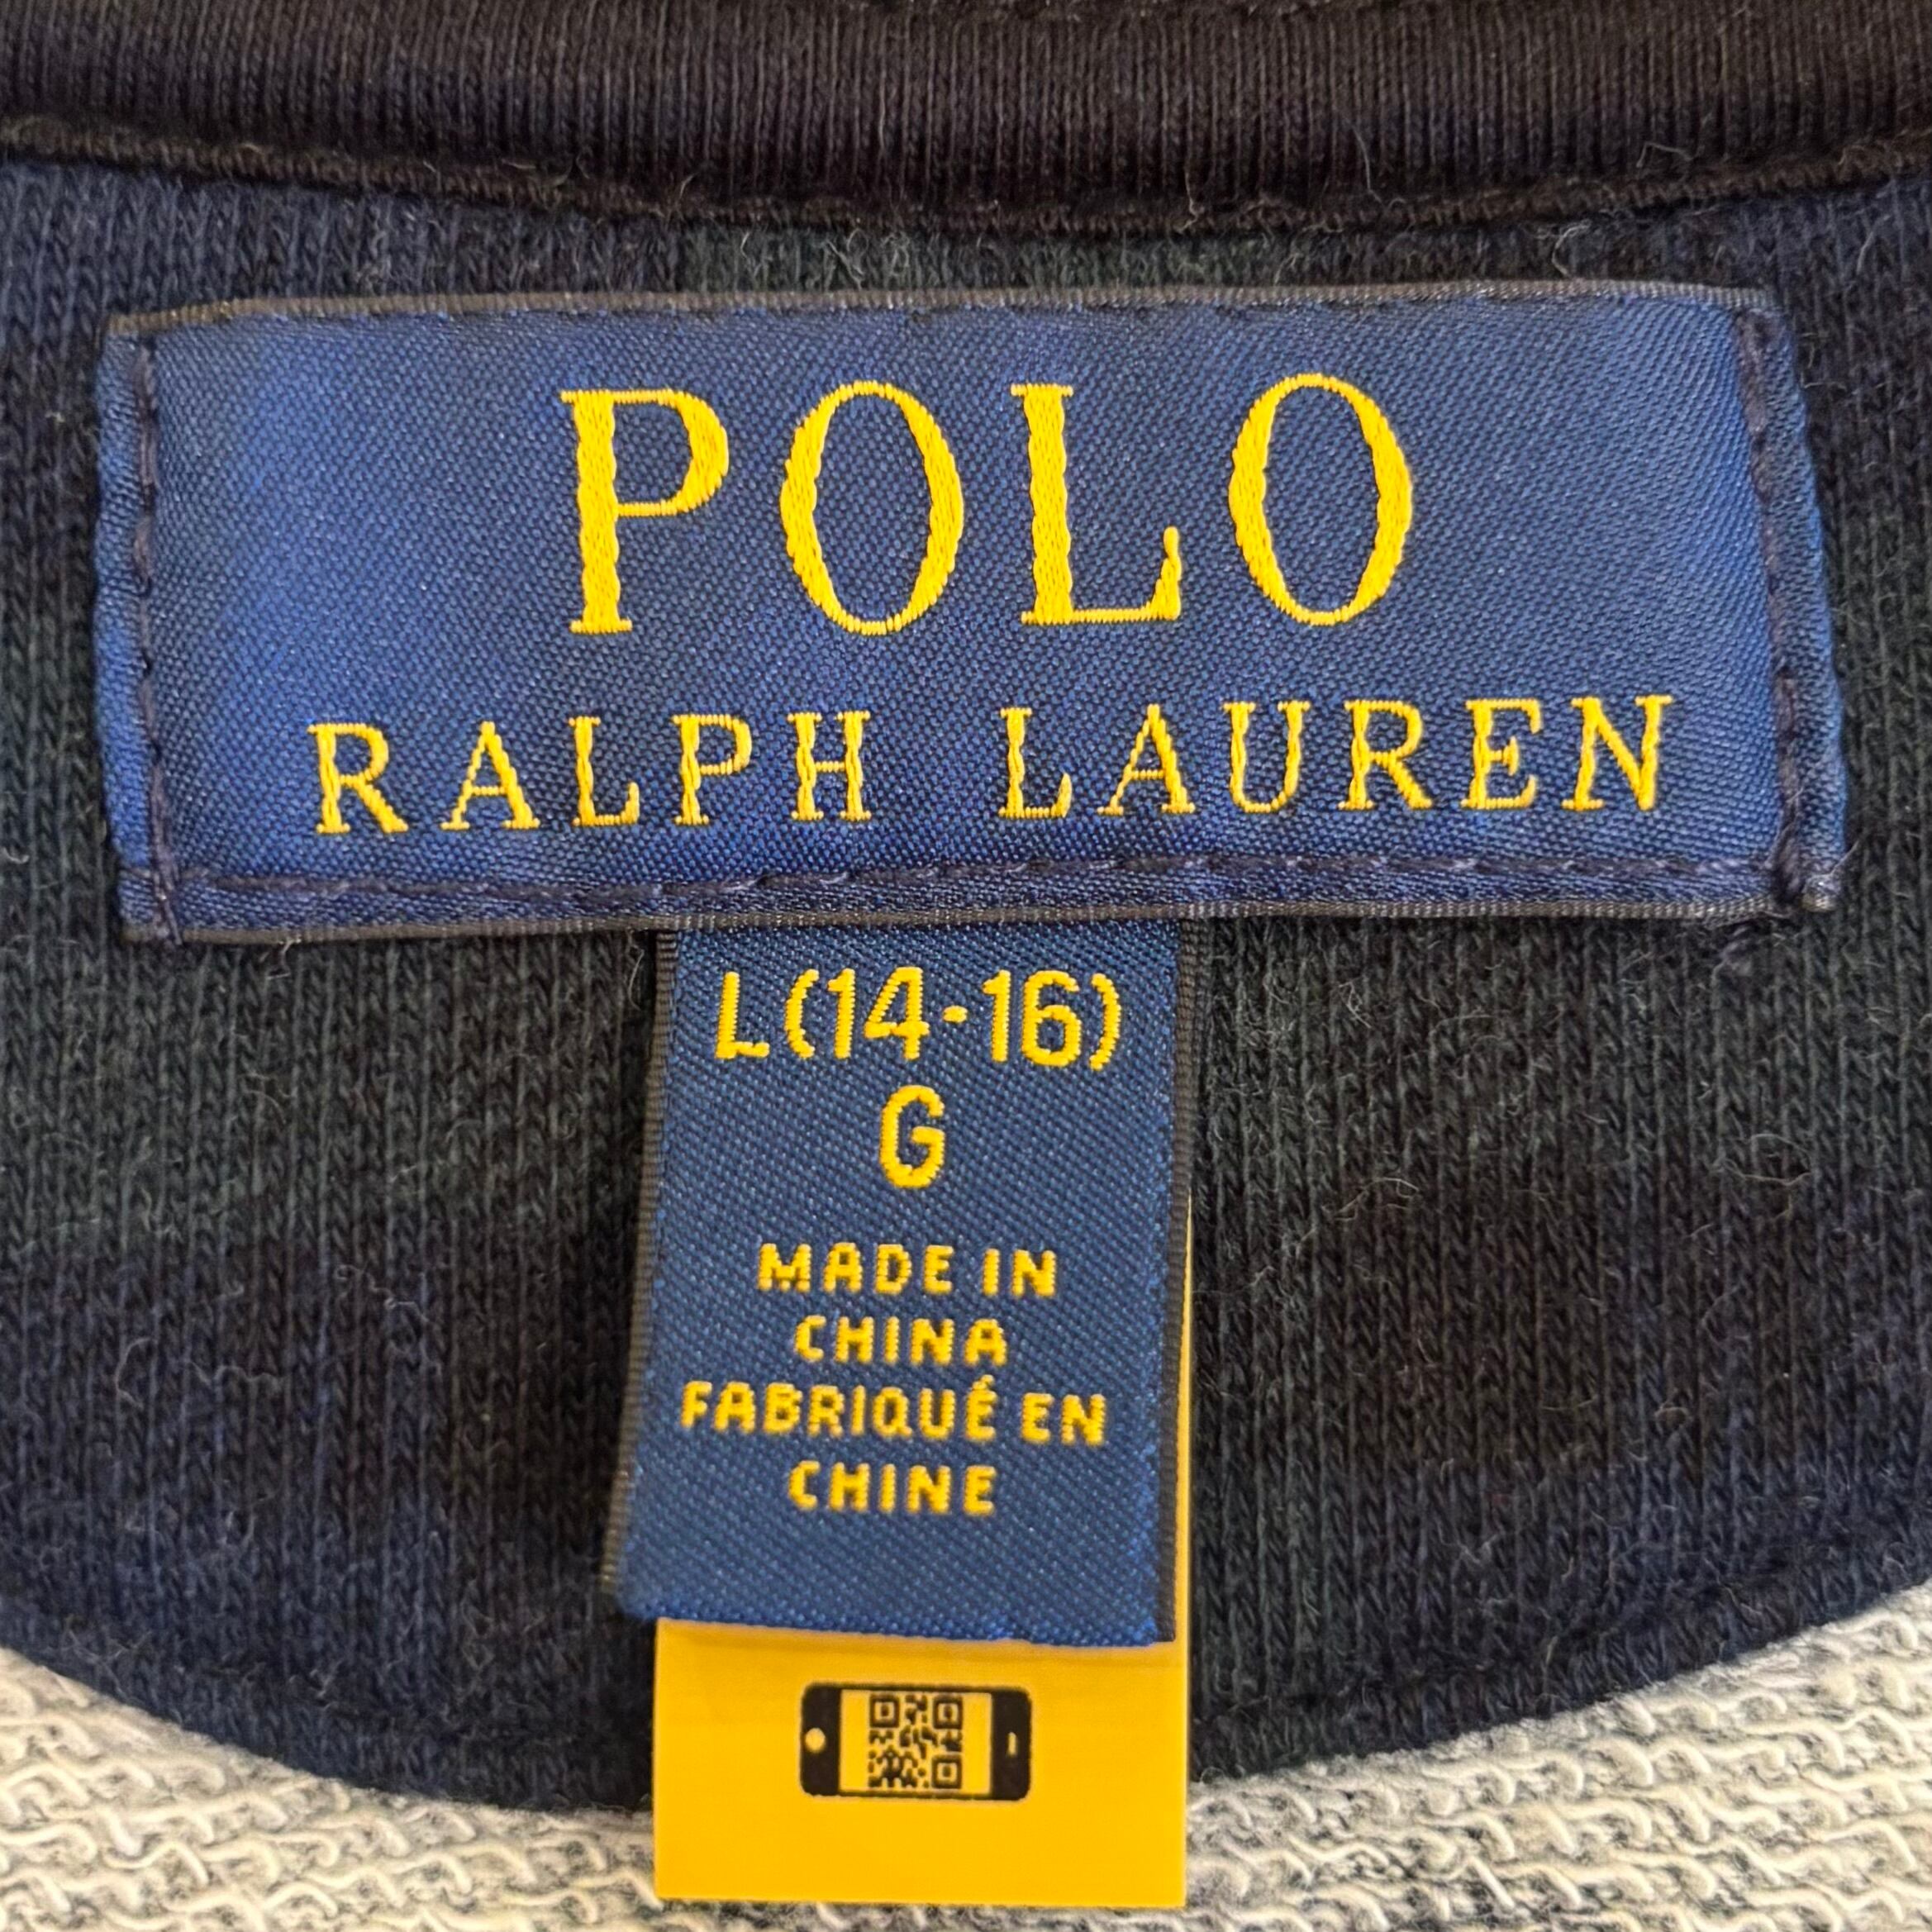 POLO
RALPH LAUREN
L(14-16)
G
MADE IN
CHINA
FABRIQUÉ EN
CHINE